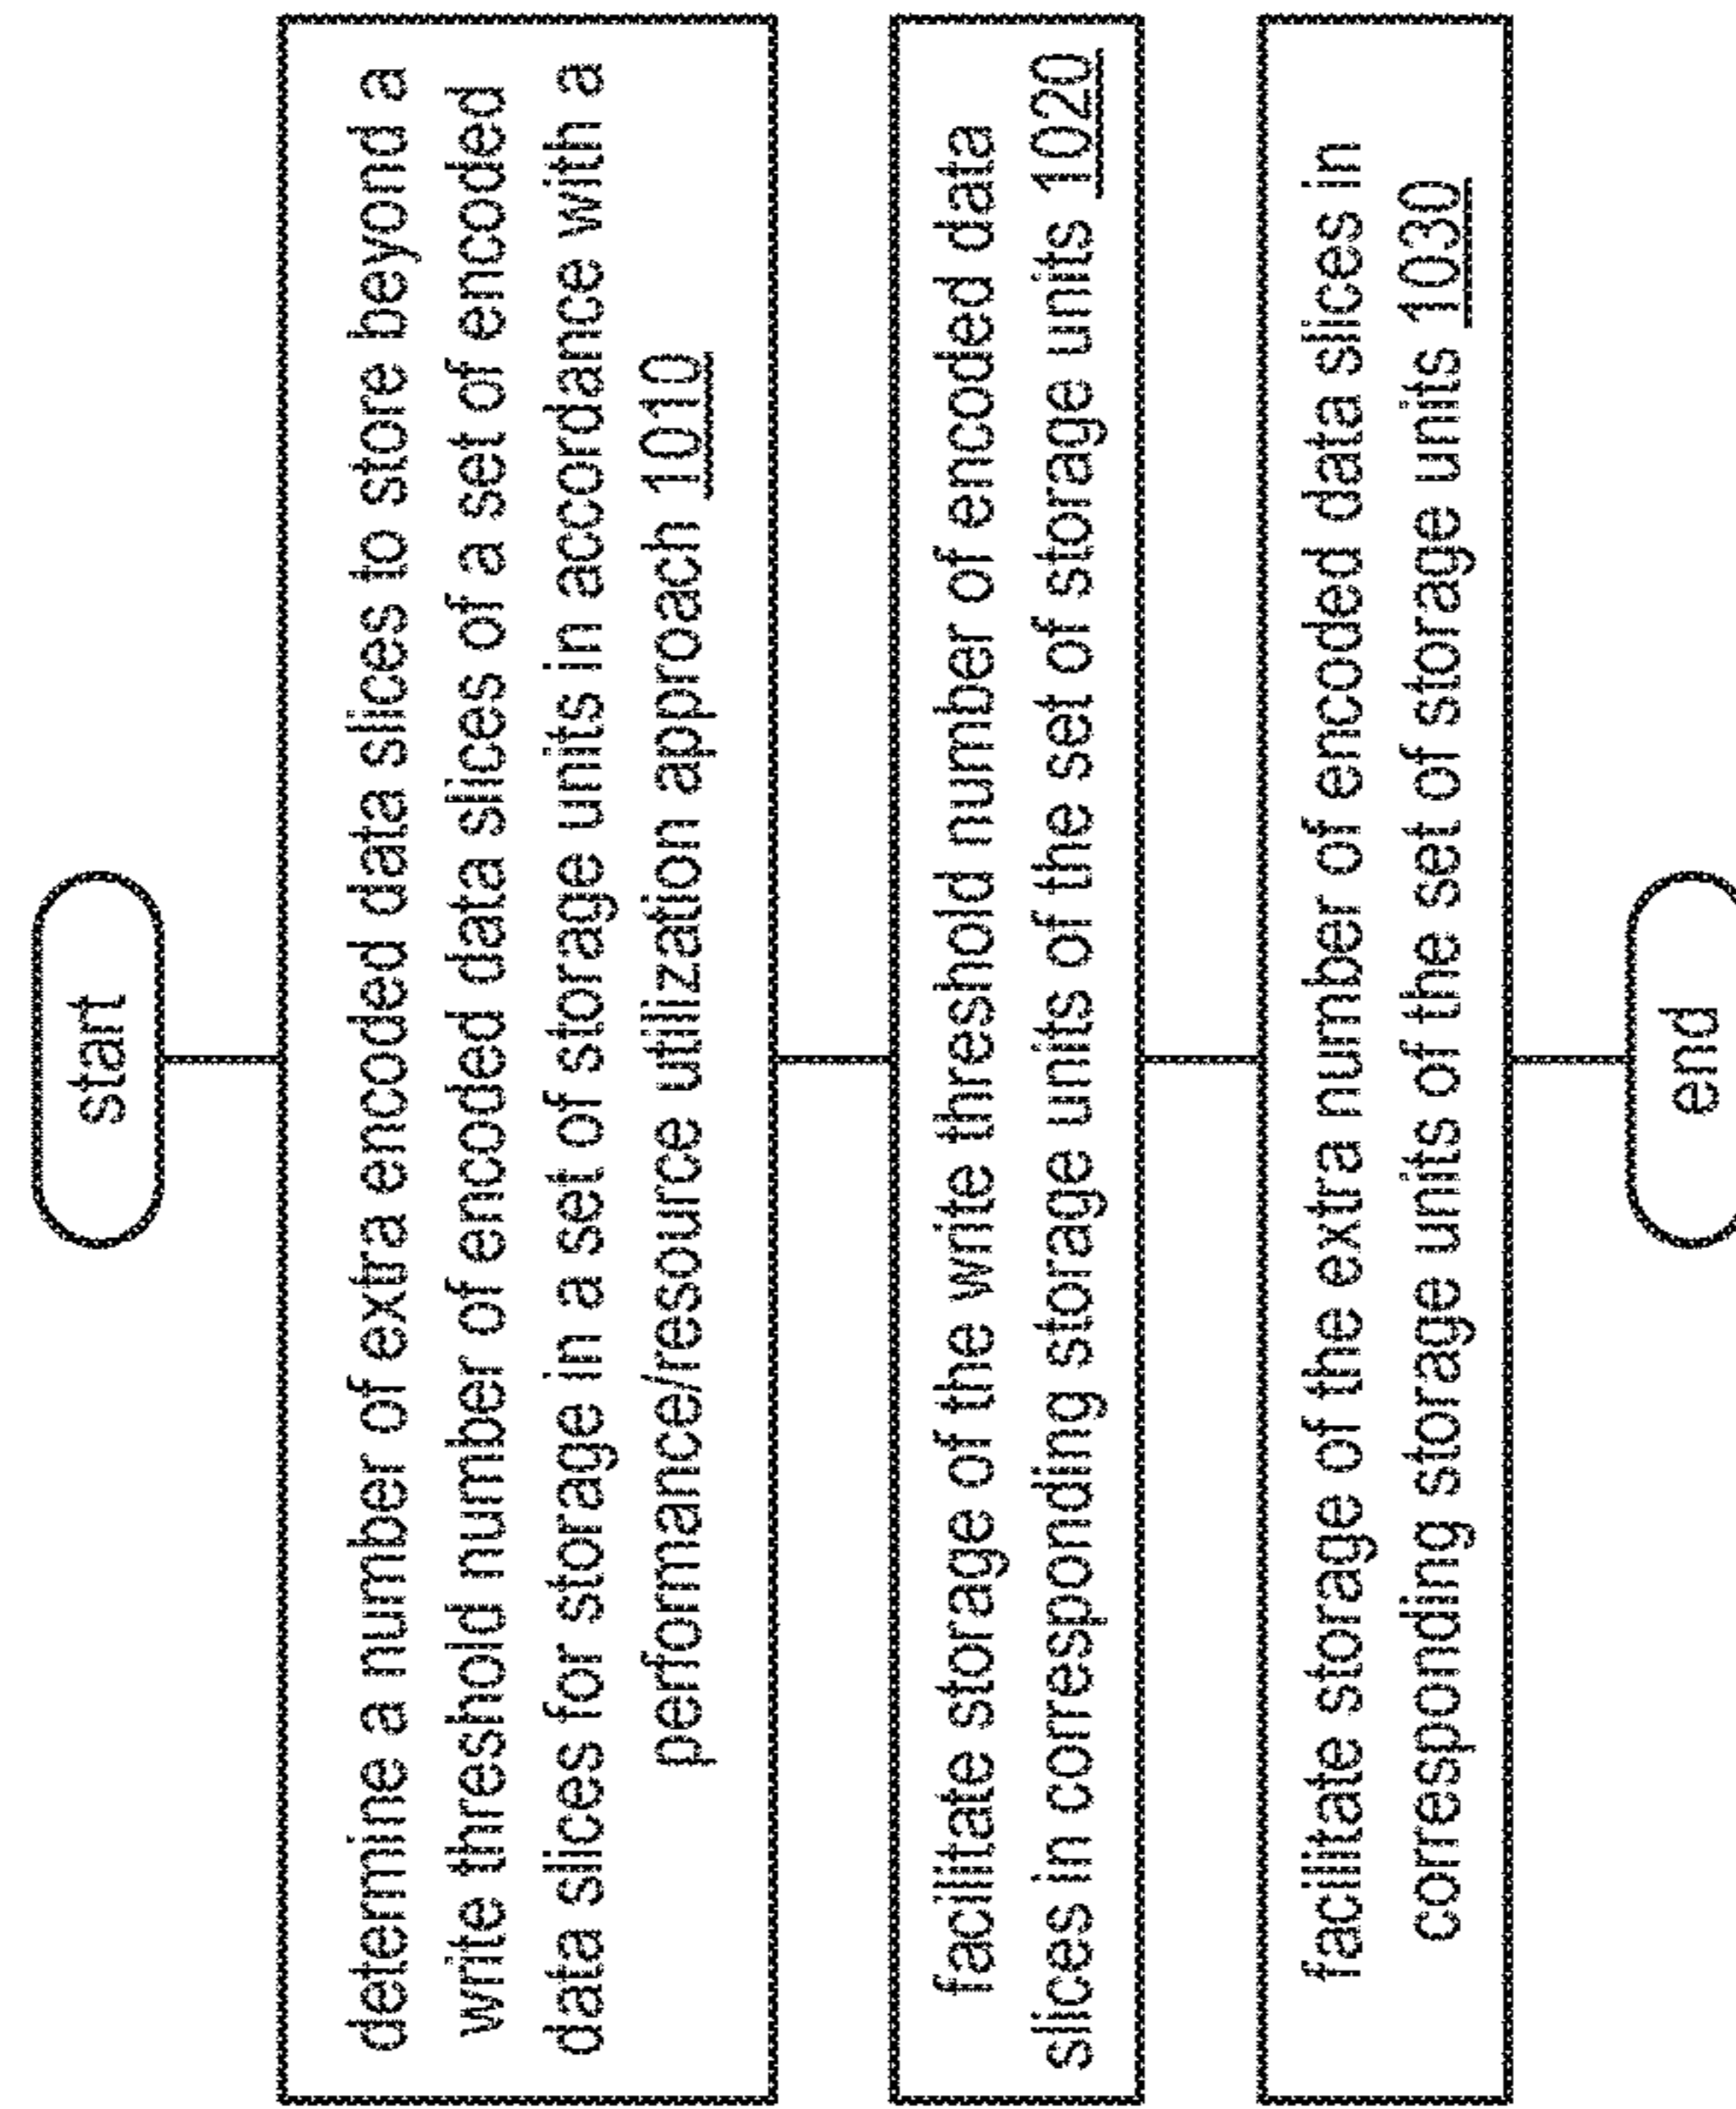 start
determine a number of extra encoded data slices to store beyond a
write threshold number of encoded data slices of a set of encoded
data slices for storage in a set of storage units in accordance with a
performance/resource utilization approach 1010
facilitate storage of the write threshold number of encoded data
slices in corresponding storage units of the set of storage units 1020
facilitate storage of the extra number of encoded data slices in
corresponding storage units of the set of storage units 1030
end